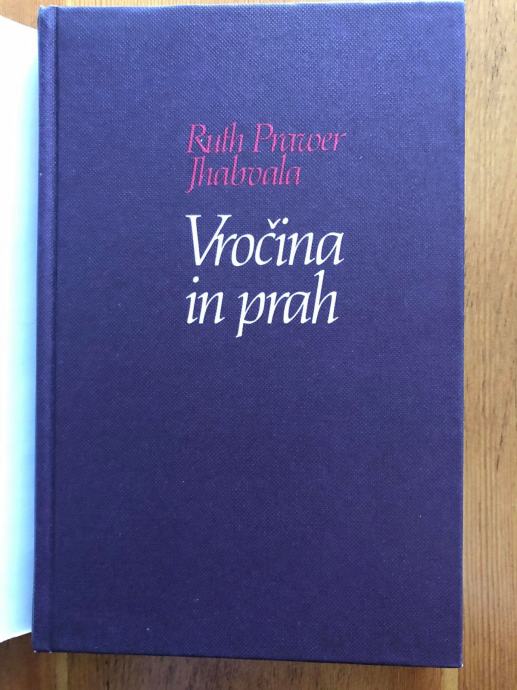 Ruth Prawer
Jhabvala
Vročina
in prah